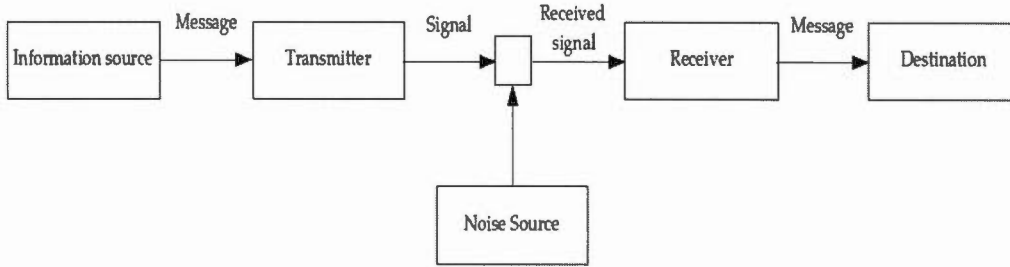 Information source
Message
Transmitter
Signal
Received
signal
Receiver
Message
Destination
Noise Source